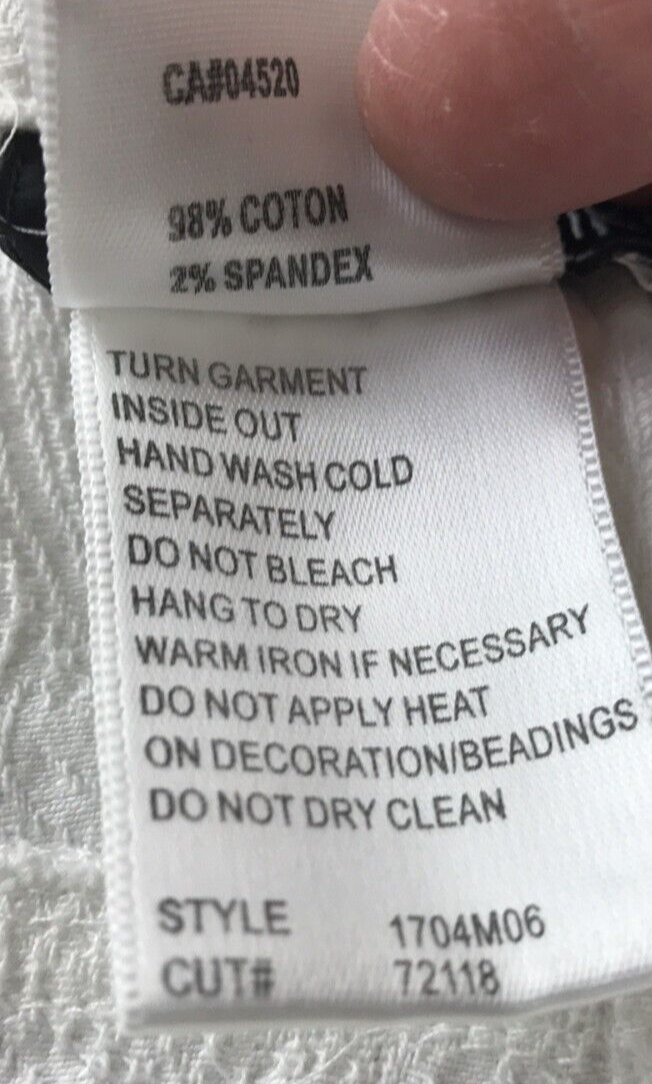 CA#04520
98% COTON
2% SPANDEX
TURN GARMENT
INSIDE OUT
HAND WASH COLD
SEPARATELY
DO NOT BLEACH
HANG TO DRY
WARM IRON IF NECESSARY
DO NOT APPLY HEAT
ON DECORATION/BEADINGS
DO NOT DRY CLEAN
STYLE 1704M06
CUT# 72118